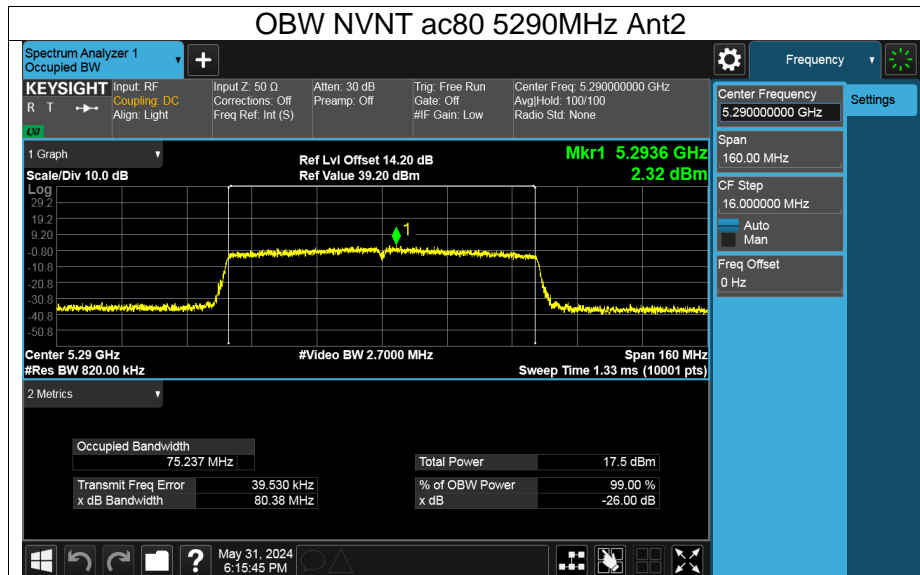 OBW NVNT ac80 5290MHz Ant2
Spectrum Analyzer 1
Occupied BW
+
Frequency
KEYSIGHT
R T
LXI
Input: RF
Coupling: DC
Align: Light
Input Z: 50 Ω
Corrections: Off
Freq Ref: Int (S)
Atten: 30 dB
Preamp: Off
Trig: Free Run
Gate: Off
#IF Gain: Low
Center Freq: 5.290000000 GHz
Avg|Hold: 100/100
Radio Std: None
Center Frequency
5.290000000 GHz
Settings
Span
160.00 MHz
CF Step
16.000000 MHz
Auto
Man
Freq Offset
0 Hz
1 Graph
Scale/Div 10.0 dB
Ref Lvl Offset 14.20 dB
Ref Value 39.20 dBm
Mkr1 5.2936 GHz
2.32 dBm
Log
29.2
19.2
9.20
-0.80
-10.8
-20.8
-30.8
-40.8
-50.8
1
Center 5.29 GHz
#Res BW 820.00 kHz
#Video BW 2.7000 MHz
Span 160 MHz
Sweep Time 1.33 ms (10001 pts)
2 Metrics
Occupied Bandwidth
75.237 MHz
Total Power 17.5 dBm
Transmit Freq Error 39.530 kHz
% of OBW Power 99.00 %
x dB Bandwidth 80.38 MHz
x dB -26.00 dB
?
May 31, 2024
6:15:45 PM